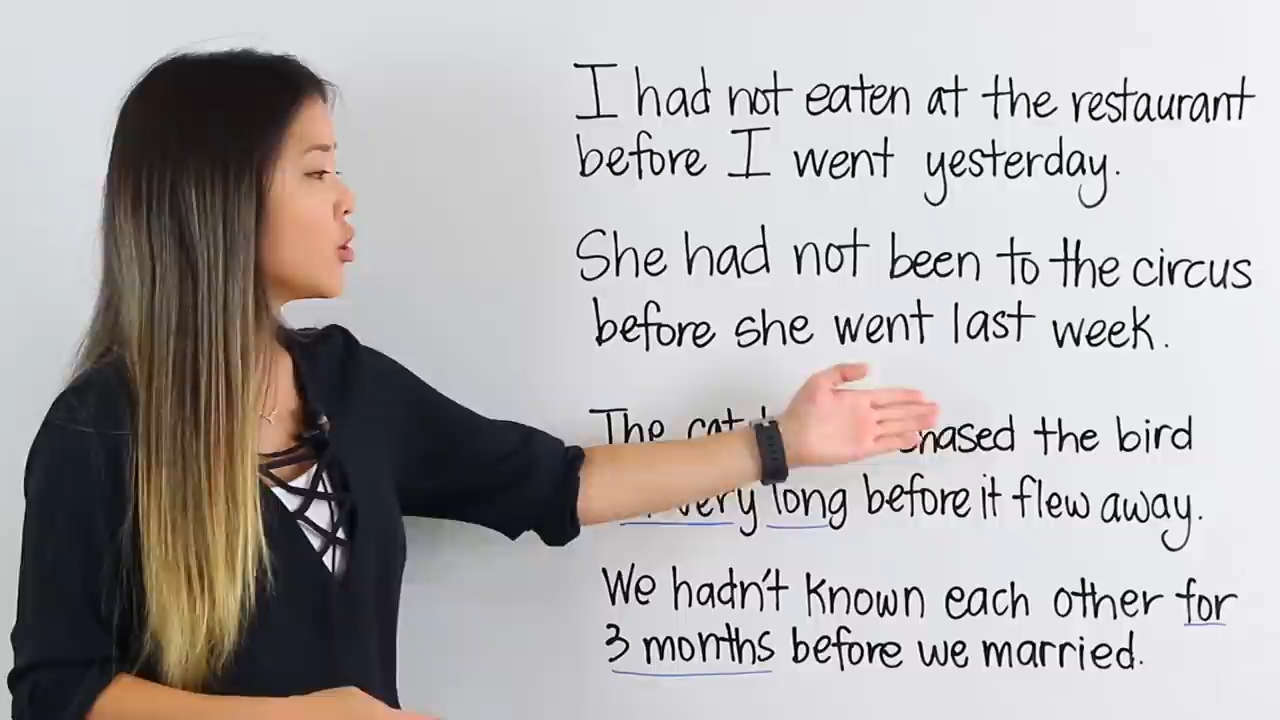 I had not eaten at the restaurant
before I went yesterday.
She had not been to the circus
before she went last week.
The cat the bird
very long before it flew away.
We hadn't known each other for
3 months before we married.